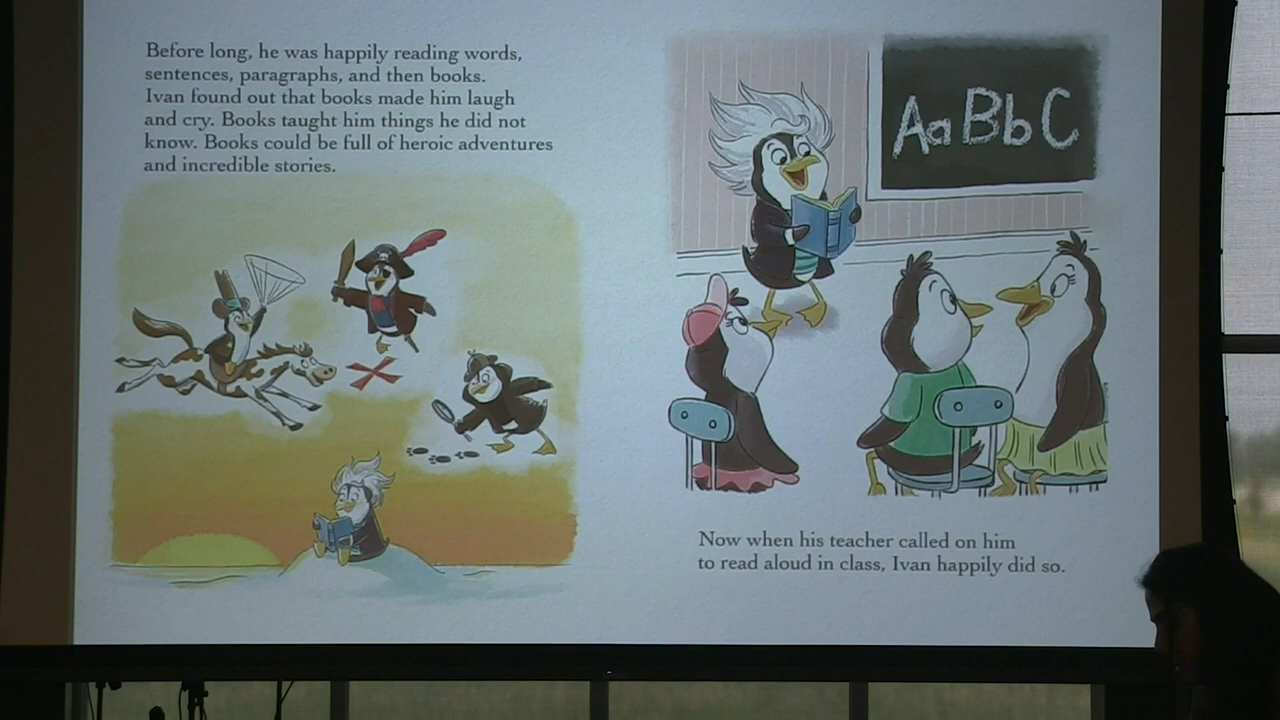 Before long, he was happily reading words,
sentences, paragraphs, and then books.
Ivan found out that books made him laugh
and cry. Books taught him things he did not
know. Books could be full of heroic adventures
and incredible stories.
Aa Bb C
Now when his teacher called on him
to read aloud in class, Ivan happily did so.